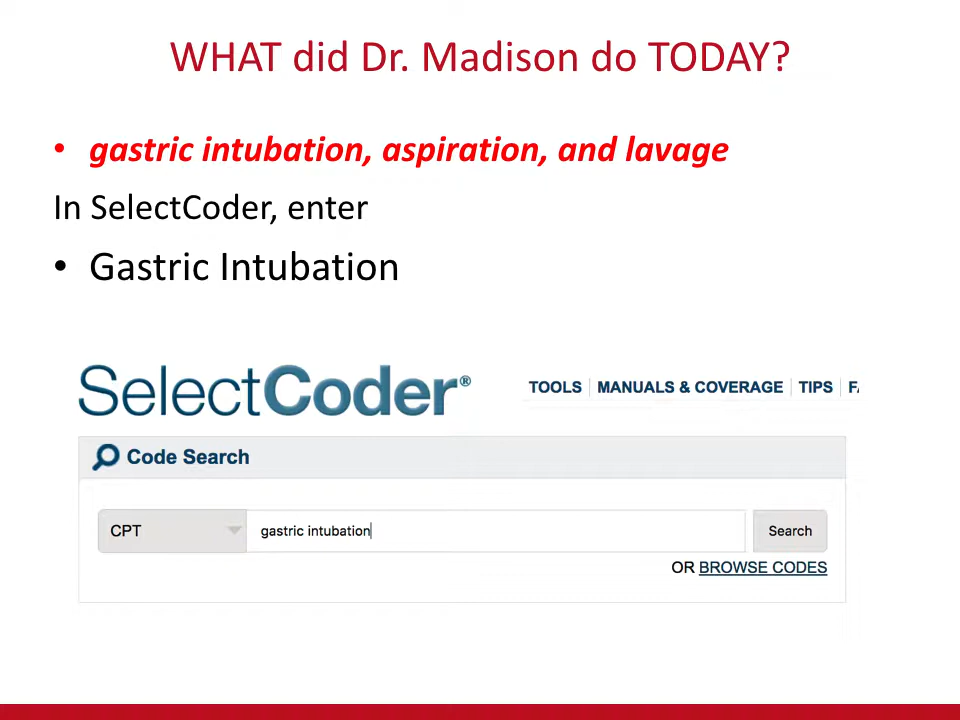 WHAT did Dr. Madison do TODAY?
• gastric intubation, aspiration, and lavage
In SelectCoder, enter
• Gastric Intubation
SelectCoder®
TOOLS | MANUALS & COVERAGE | TIPS |
Code Search
CPT gastric intubation Search
OR BROWSE CODES